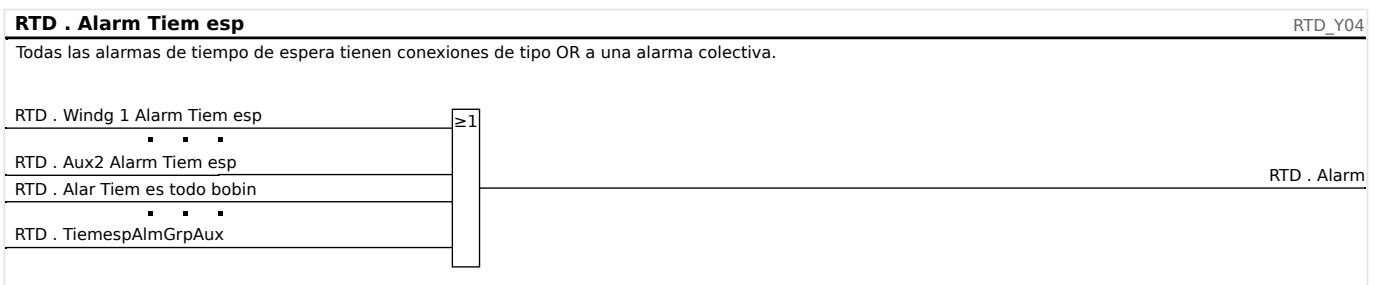 RTD . Alarm Tiem esp RTD_Y04
Todas las alarmas de tiempo de espera tienen conexiones de tipo OR a una alarma colectiva.
RTD . Windg 1 Alarm Tiem esp
≥1
RTD . Aux2 Alarm Tiem esp
RTD . Alarm
RTD . Alar Tiem es todo bobin
RTD . TiemespAlmGrpAux